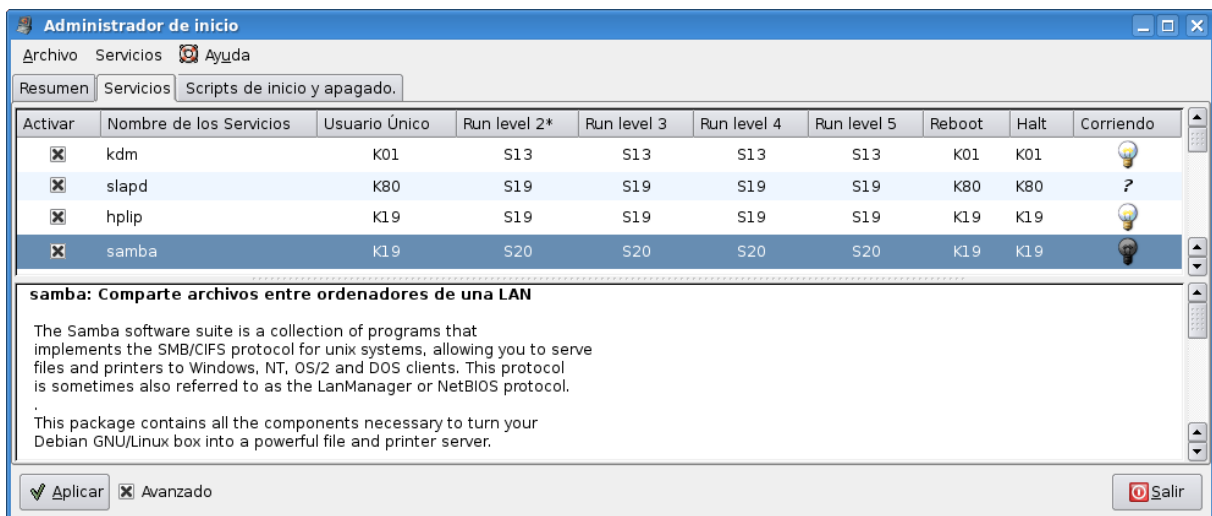 Administrador de inicio
Archivo Servicios Ayuda
Resumen Servicios Scripts de inicio y apagado.
Activar Nombre de los Servicios Usuario Único Run level 2* Run level 3 Run level 4 Run level 5 Reboot Halt Corriendo
kdm K01 S13 S13 S13 S13 K01 K01
slapd K80 S19 S19 S19 S19 K80 K80 ?
hplip K19 S19 S19 S19 S19 K19 K19
samba K19 S20 S20 S20 S20 K19 K19
samba: Comparte archivos entre ordenadores de una LAN
The Samba software suite is a collection of programs that
implements the SMB/CIFS protocol for unix systems, allowing you to serve
files and printers to Windows, NT, OS/2 and DOS clients. This protocol
is sometimes also referred to as the LanManager or NetBIOS protocol.
.
This package contains all the components necessary to turn your
Debian GNU/Linux box into a powerful file and printer server.
Aplicar Avanzado Salir